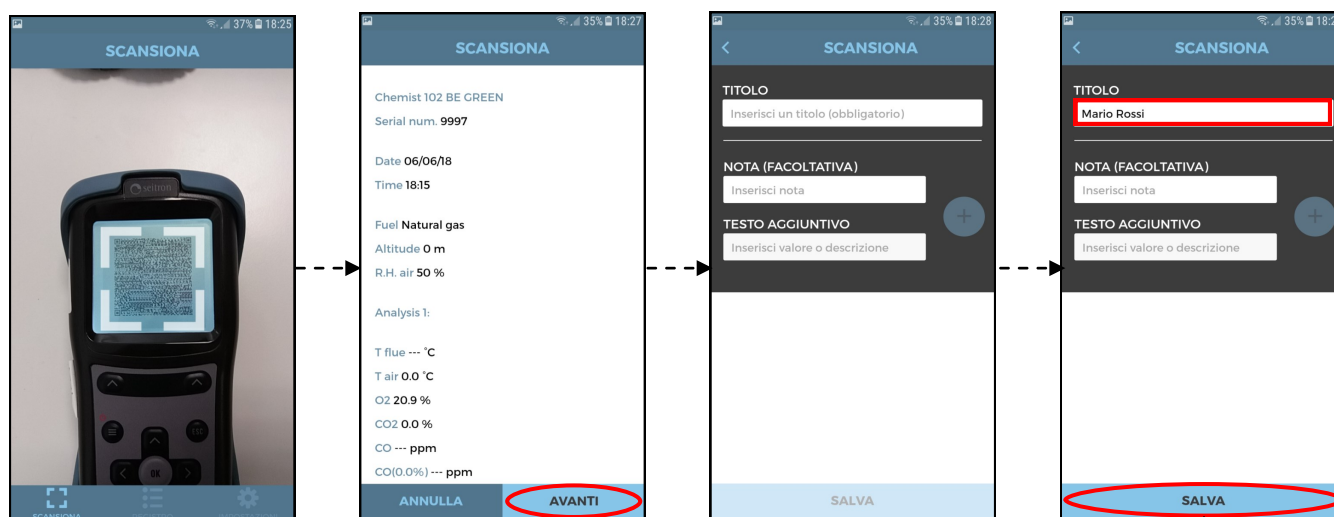 37% 18:25
SCANSIONA
seitron
ESC
OK
SCANSIONA
35% 18:27
SCANSIONA
Chemist 102 BE GREEN
Serial num. 9997
Date 06/06/18
Time 18:15
Fuel Natural gas
Altitude 0 m
R.H. air 50 %
Analysis 1:
T flue --- °C
T air 0.0 °C
O2 20.9 %
CO2 0.0 %
CO --- ppm
CO(0.0%) --- ppm
ANNULLA AVANTI
35% 18:28
SCANSIONA
TITOLO
Inserisci un titolo (obbligatorio)
NOTA (FACOLTATIVA)
Inserisci nota
TESTO AGGIUNTIVO
Inserisci valore o descrizione
SALVA
35%
SCANSIONA
TITOLO
Mario Rossi
NOTA (FACOLTATIVA)
Inserisci nota
TESTO AGGIUNTIVO
Inserisci valore o descrizione
SALVA